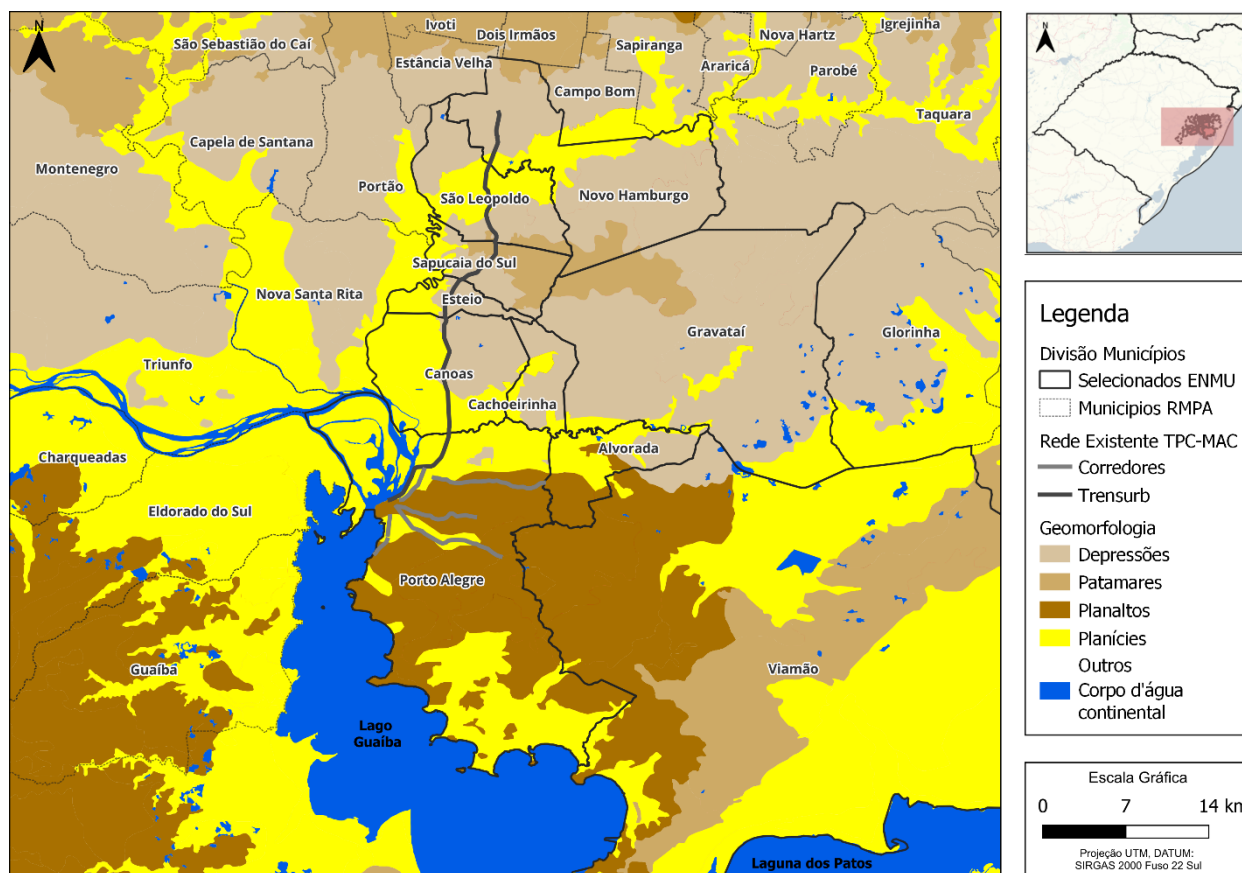 N
Ivoti
Igrejinha
São Sebastião do Caí
Dois Irmãos
Nova Hartz
Sapiranga
Estância Velha
Araricá
Parobé
Campo Bom
Taquara
Capela de Santana
Montenegro
Portão
São Leopoldo
Novo Hamburgo
Sapucaia do Sul
Nova Santa Rita
Esteio
Gravataí
Glorinha
Triunfo
Canoas
Cachoeirinha
Alvorada
Charqueadas
Eldorado do Sul
Porto Alegre
Guaíba
Viamão
Lago
Guaíba
Laguna dos Patos
N
Legenda
Divisão Municípios
Selecionados ENMU
Municipios RMPA
Rede Existente TPC-MAC
Corredores
Trensurb
Geomorfologia
Depressões
Patamares
Planaltos
Planícies
Outros
Corpo d'água
continental
Escala Gráfica
0 7 14 km
Projeção UTM, DATUM:
SIRGAS 2000 Fuso 22 Sul